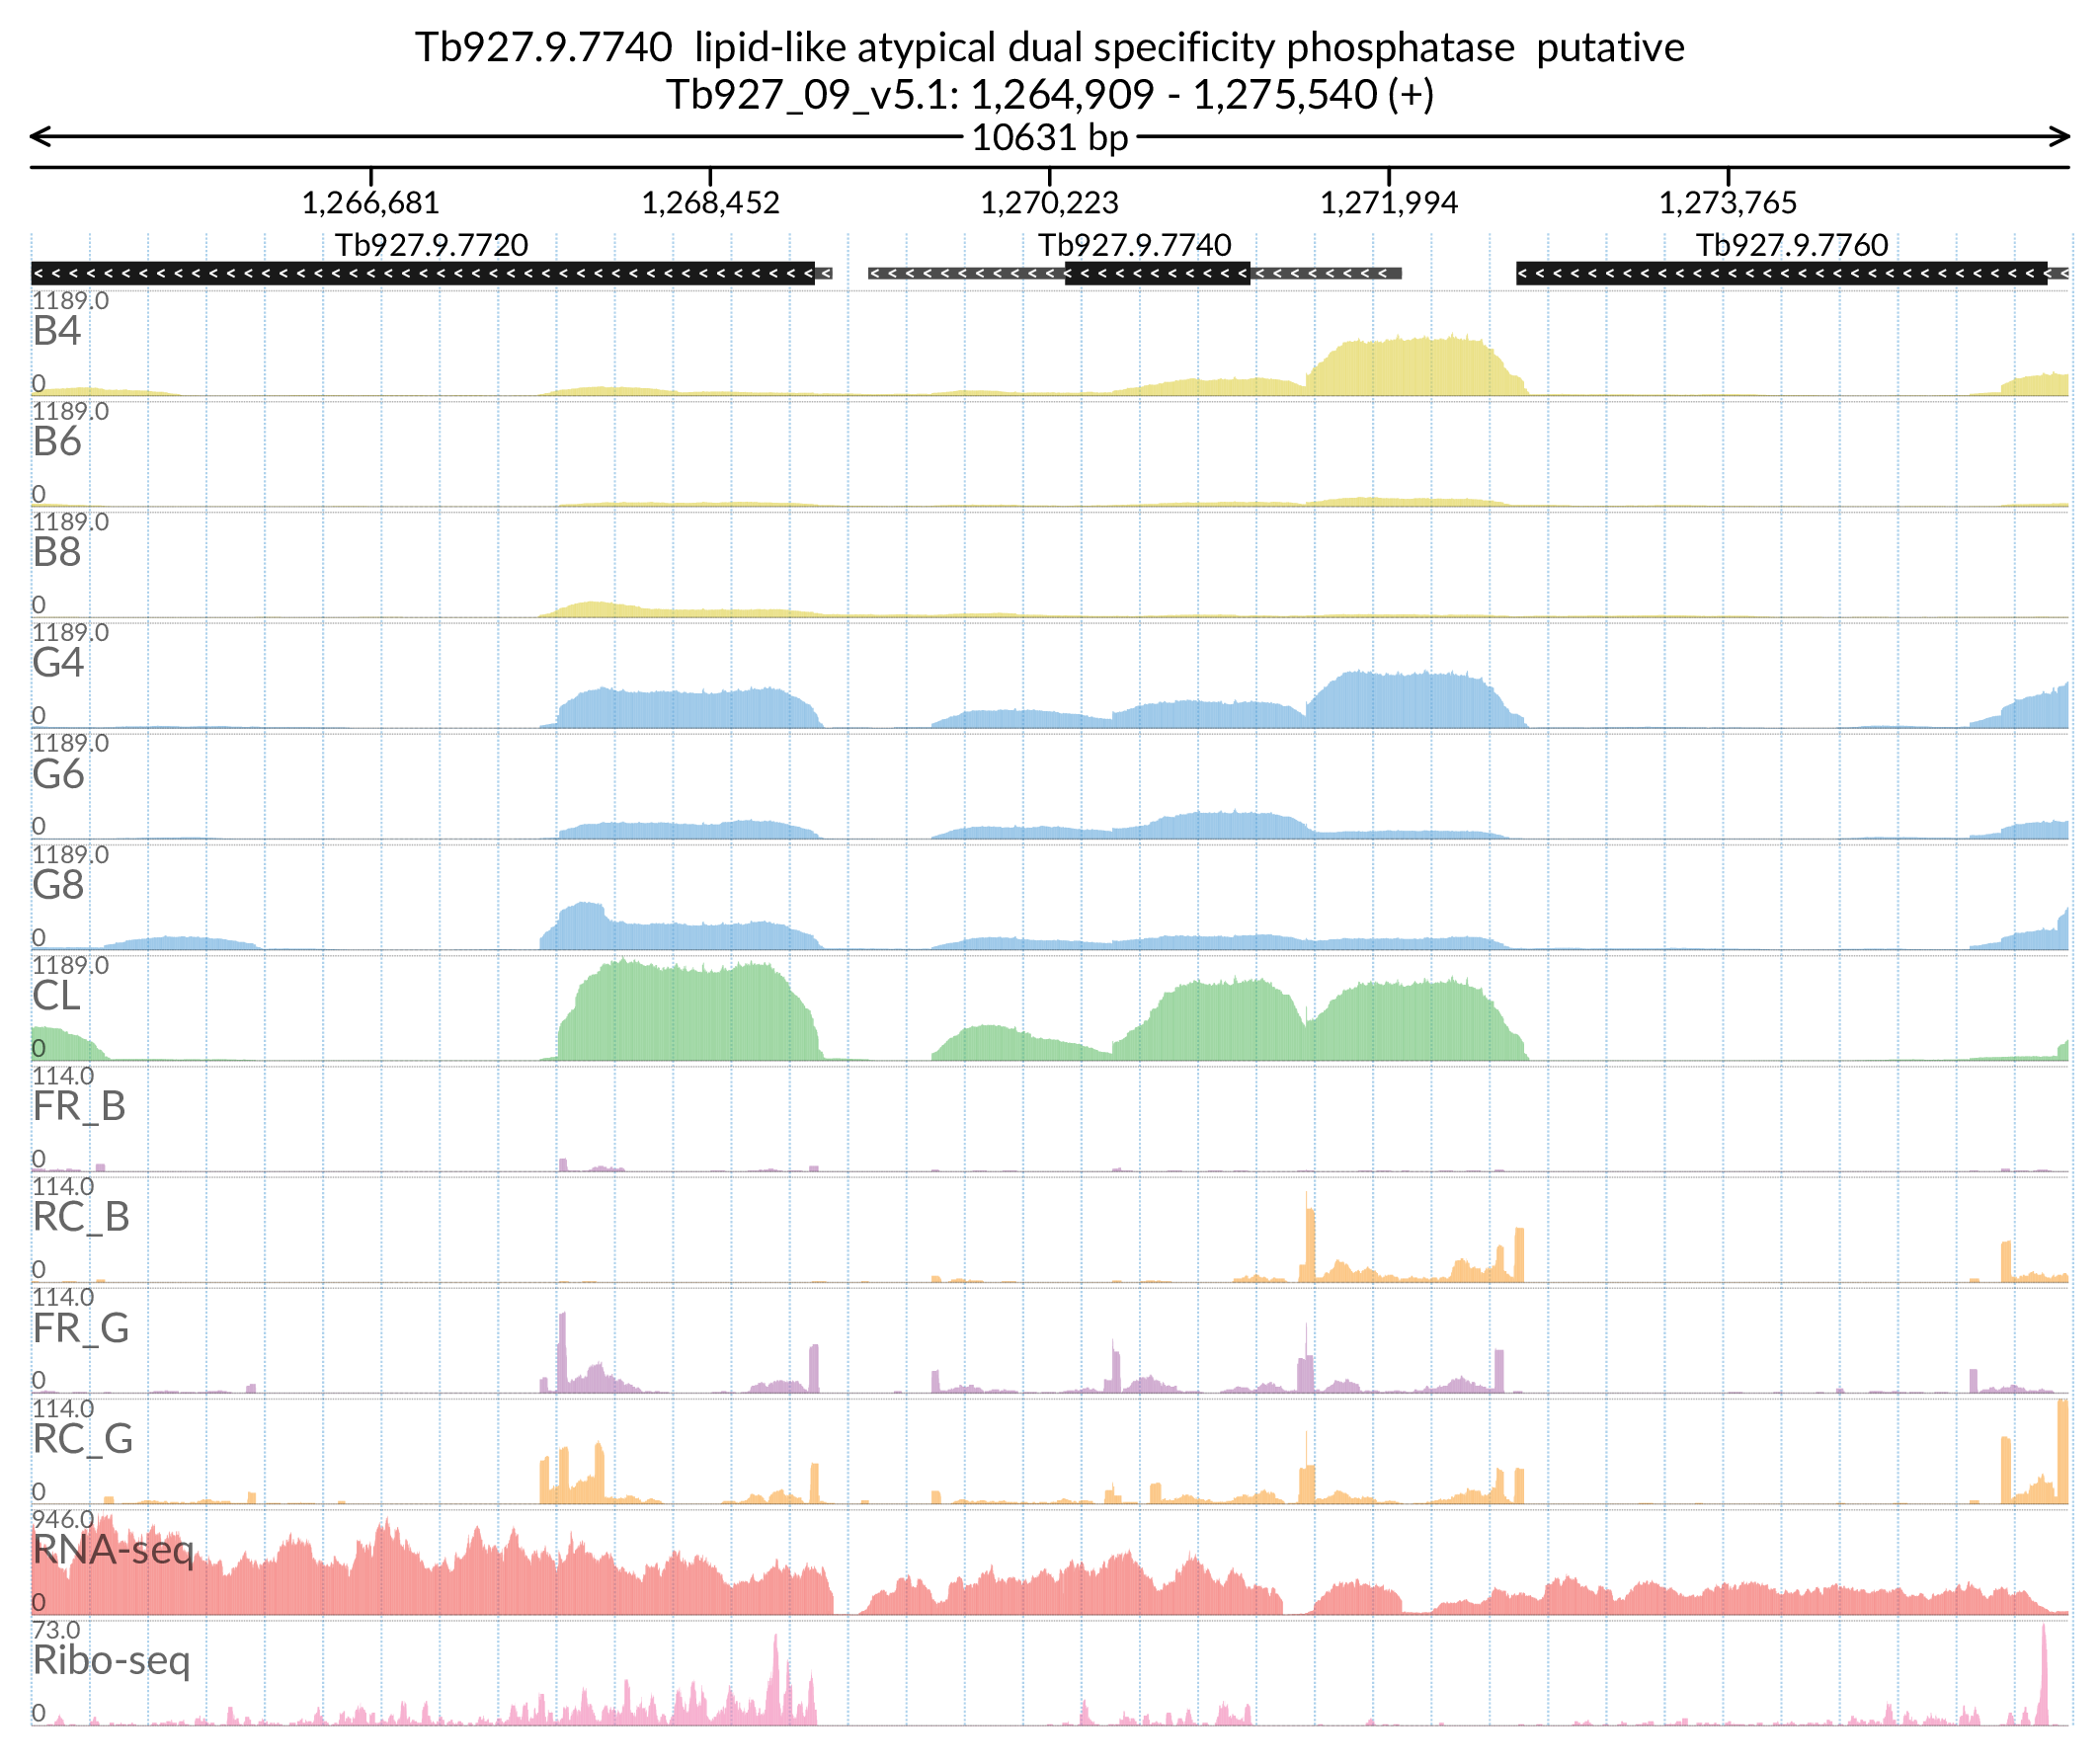 Tb927.9.7740 lipid-like atypical dual specificity phosphatase putative
Tb927_09_v5.1: 1,264,909 - 1,275,540 (+)
10631 bp
1,266,681 1,268,452 1,270,223 1,271,994 1,273,765
Tb927.9.7720 Tb927.9.7740 Tb927.9.7760
1189.0
B4
0
1189.0
B6
0
1189.0
B8
0
1189.0
G4
0
1189.0
G6
0
1189.0
G8
0
1189.0
CL
0
114.0
FR_B
0
114.0
RC_B
0
114.0
FR_G
0
114.0
RC_G
0
946.0
RNA-seq
0
73.0
Ribo-seq
0